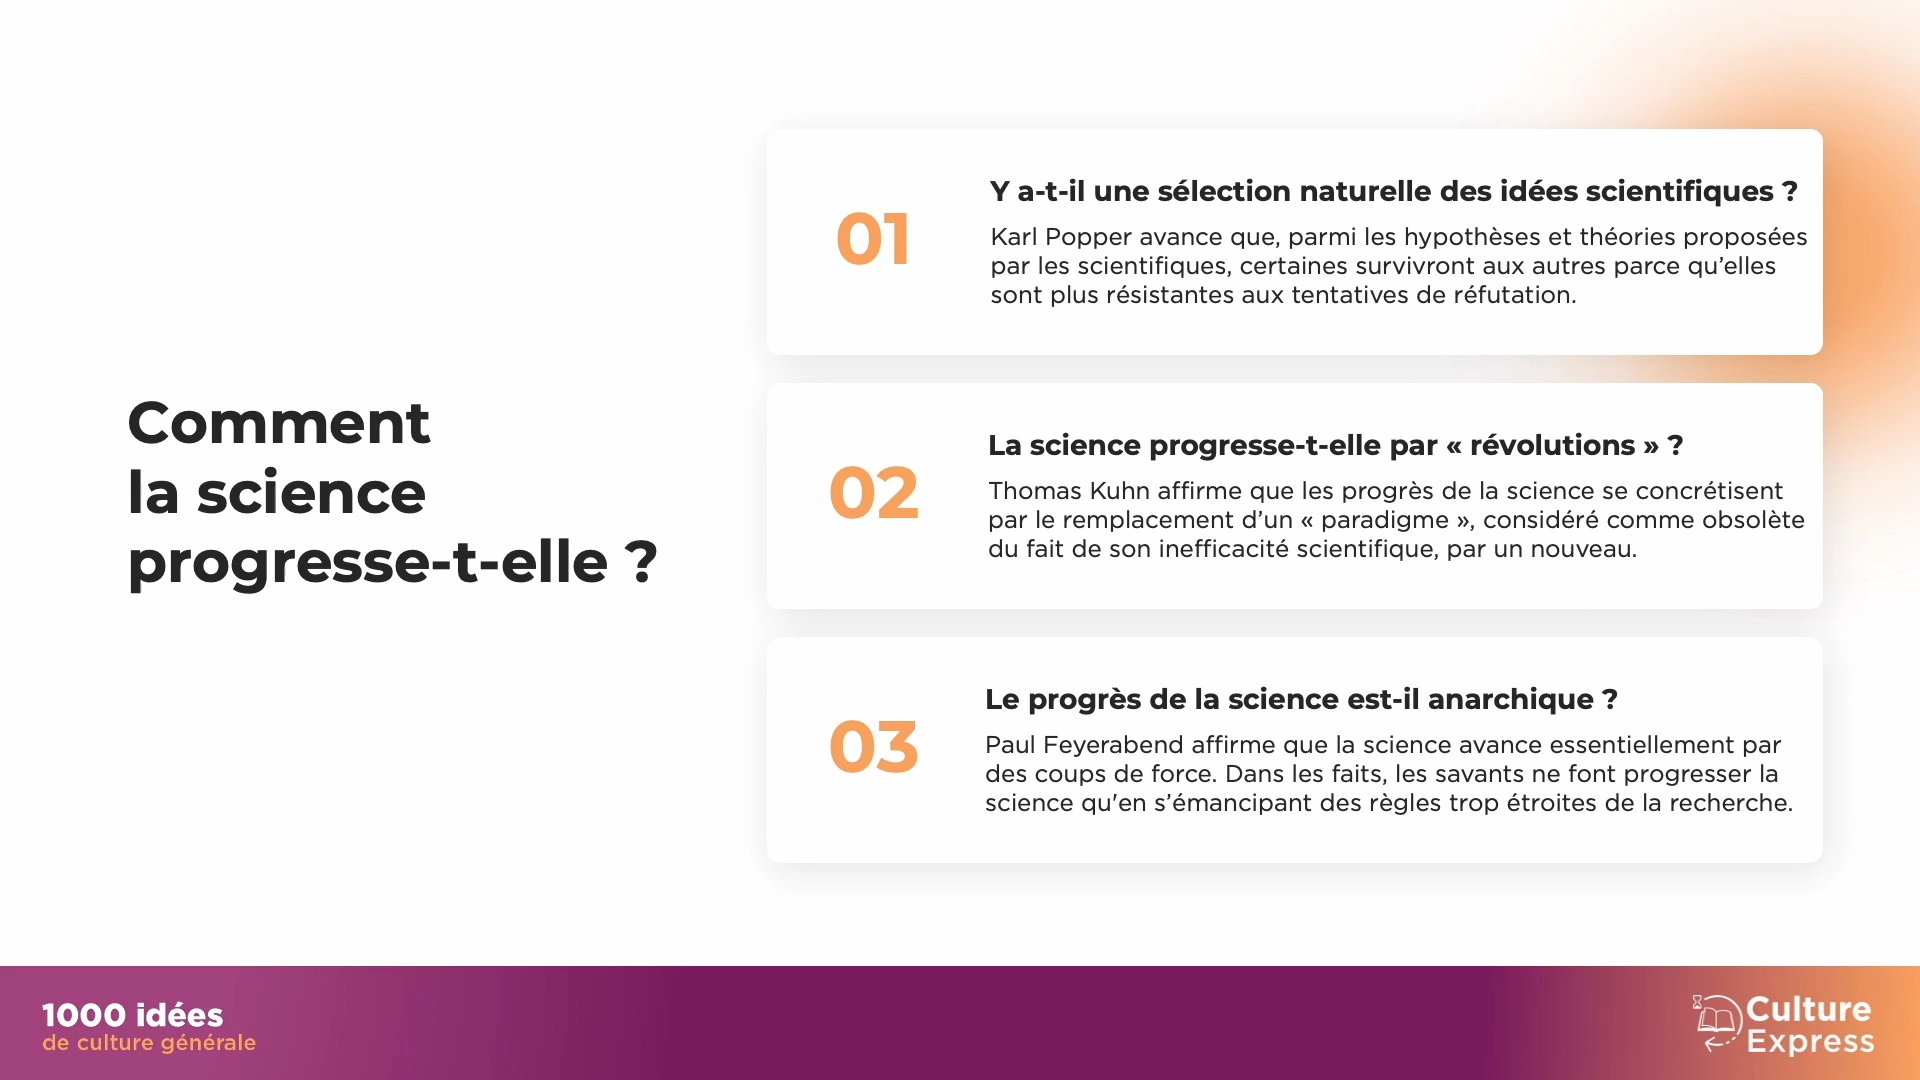 Comment
la science
progresse-t-elle ?
01
Y a-t-il une sélection naturelle des idées scientifiques ?
Karl Popper avance que, parmi les hypothèses et théories proposées
par les scientifiques, certaines survivront aux autres parce qu’elles
sont plus résistantes aux tentatives de réfutation.
02
La science progresse-t-elle par « révolutions » ?
Thomas Kuhn affirme que les progrès de la science se concrétisent
par le remplacement d’un « paradigme », considéré comme obsolète
du fait de son inefficacité scientifique, par un nouveau.
03
Le progrès de la science est-il anarchique ?
Paul Feyerabend affirme que la science avance essentiellement par
des coups de force. Dans les faits, les savants ne font progresser la
science qu'en s’émancipant des règles trop étroites de la recherche.
1000 idées
de culture générale
Culture
Express